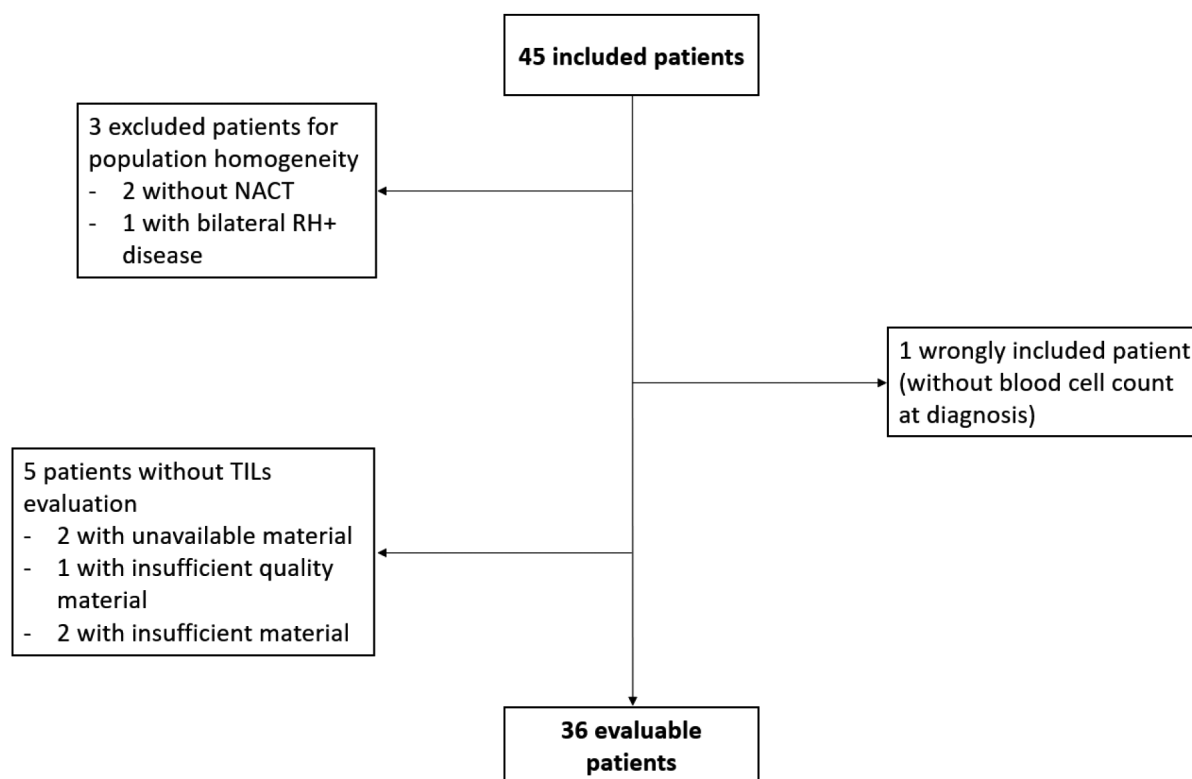 45 included patients
3 excluded patients for
population homogeneity
- 2 without NACT
- 1 with bilateral RH+
disease
1 wrongly included patient
(without blood cell count
at diagnosis)
5 patients without TILs
evaluation
- 2 with unavailable material
- 1 with insufficient quality
material
- 2 with insufficient material
36 evaluable
patients